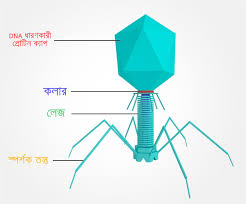 DNA ধারণকারী
প্রোটিন ক্যাপ
কলার
লেজ
স্পর্শক তন্তু